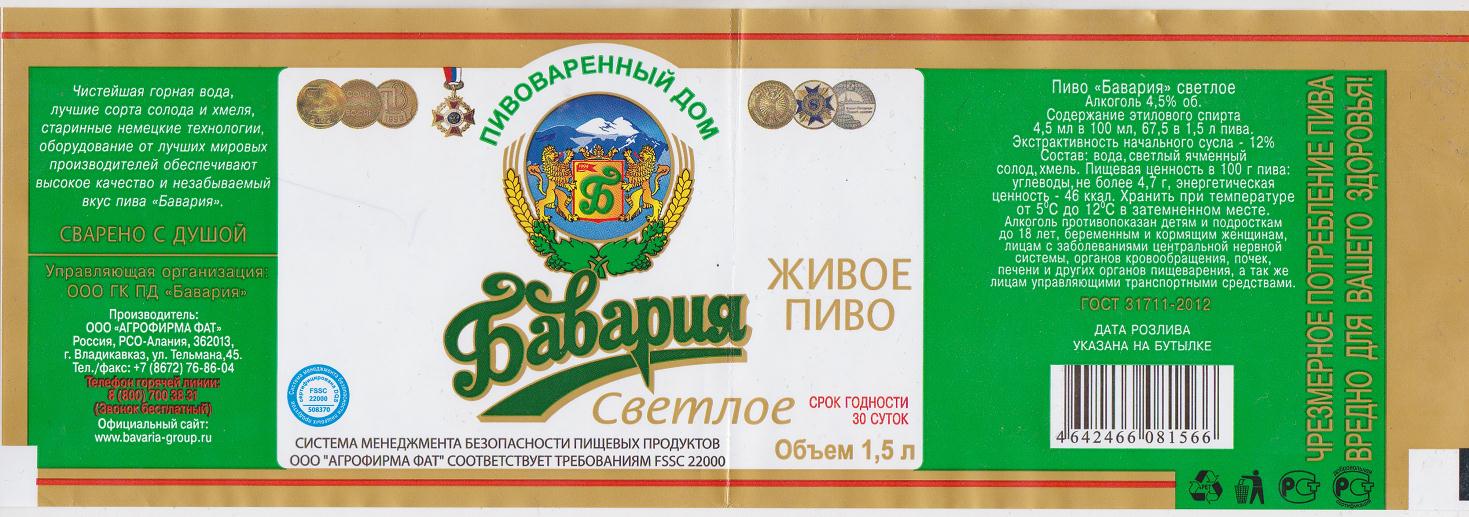 Чистейшая горная вода,
лучшие сорта солода и хмеля,
старинные немецкие технологии,
оборудование от лучших мировых
производителей обеспечивают
высокое качество и незабываемый
вкус пива «Бавария».
СВАРЕНО С ДУШОЙ
Управляющая организация:
ООО ГК ПД «Бавария»
Производитель:
ООО «АГРОФИРМА ФАТ»
Россия, РСО-Алания, 362013,
г. Владикавказ, ул. Тельмана,45.
Тел./факс: +7 (8672) 76-86-04
Телефон горячей линии:
8 (800) 700 38-31
(Звонок бесплатный)
Официальный сайт:
www.bavaria-group.ru
ПИВОВАРЕННЫЙ ДОМ
Б
Бавария
Светлое
ЖИВОЕ
ПИВО
СРОК ГОДНОСТИ
30 СУТОК
Объем 1,5 л
FSSC
22000
508370
СИСТЕМА МЕНЕДЖМЕНТА БЕЗОПАСНОСТИ ПИЩЕВЫХ ПРОДУКТОВ
ООО "АГРОФИРМА ФАТ" СООТВЕТСТВУЕТ ТРЕБОВАНИЯМ FSSC 22000
Пиво «Бавария» светлое
Алкоголь 4,5% об.
Содержание этилового спирта
4,5 мл в 100 мл, 67,5 в 1,5 л пива.
Экстрактивность начального сусла - 12%
Состав: вода, светлый ячменный
солод, хмель. Пищевая ценность в 100 г пива:
углеводы, не более 4,7 г, энергетическая
ценность - 46 ккал. Хранить при температуре
от 5°С до 12°С в затемненном месте.
Алкоголь противопоказан детям и подросткам
до 18 лет, беременным и кормящим женщинам,
лицам с заболеваниями центральной нервной
системы, органов кровообращения, почек,
печени и других органов пищеварения, а так же
лицам управляющими транспортными средствами.
ГОСТ 31711-2012
ДАТА РОЗЛИВА
УКАЗАНА НА БУТЫЛКЕ
4 642466 081566
ЧРЕЗМЕРНОЕ ПОТРЕБЛЕНИЕ ПИВА
ВРЕДНО ДЛЯ ВАШЕГО ЗДОРОВЬЯ!